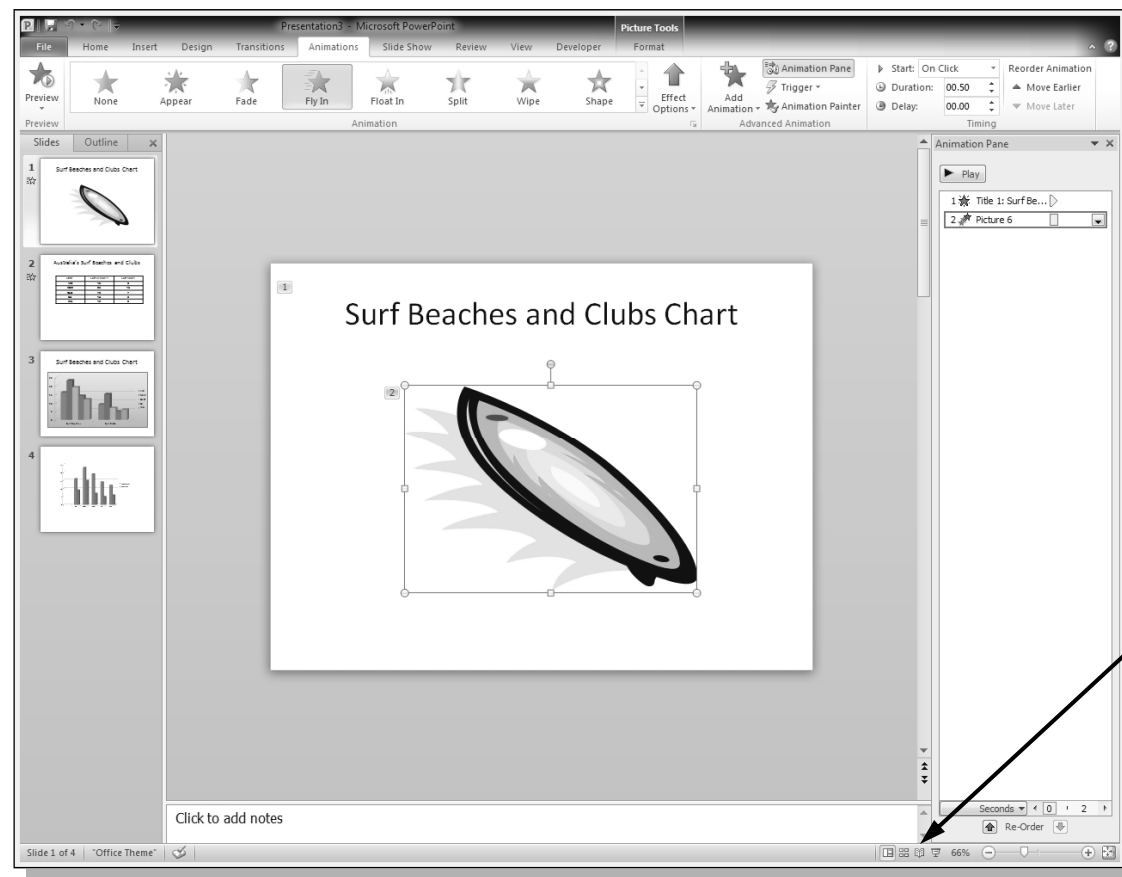 Presentation3 - Microsoft PowerPoint
Picture Tools
File Home Insert Design Transitions Animations Slide Show Review View Developer Format
Preview
None
Appear
Fade
Fly In
Float In
Split
Wipe
Shape
Effect Options
Add Animation
Animation Pane
Trigger
Animation Painter
Start: On Click
Duration: 00.50
Delay: 00.00
Reorder Animation
Move Earlier
Move Later
Preview
Animation
Advanced Animation
Timing
Slides Outline
1
Surf Beaches and Clubs Chart
2
Australia's Surf Beaches and Clubs
3
Surf Beaches and Clubs Chart
4
1
Surf Beaches and Clubs Chart
2
Animation Pane
Play
1 Title 1: Surf Be...
2 Picture 6
Seconds 0 2
Re-Order
Click to add notes
Slide 1 of 4 "Office Theme" 66%